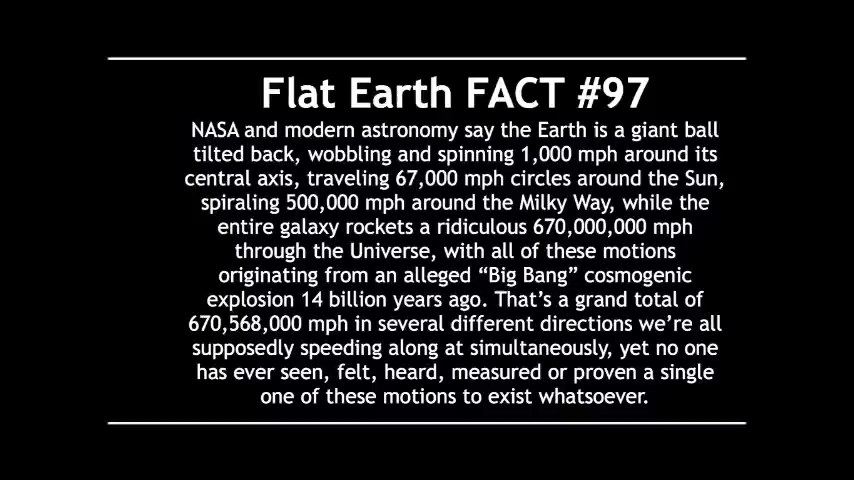 Flat Earth FACT #97
NASA and modern astronomy say the Earth is a giant ball
tilted back, wobbling and spinning 1,000 mph around its
central axis, traveling 67,000 mph circles around the Sun,
spiraling 500,000 mph around the Milky Way, while the
entire galaxy rockets a ridiculous 670,000,000 mph
through the Universe, with all of these motions
originating from an alleged “Big Bang” cosmogenic
explosion 14 billion years ago. That’s a grand total of
670,568,000 mph in several different directions we’re all
supposedly speeding along at simultaneously, yet no one
has ever seen, felt, heard, measured or proven a single
one of these motions to exist whatsoever.